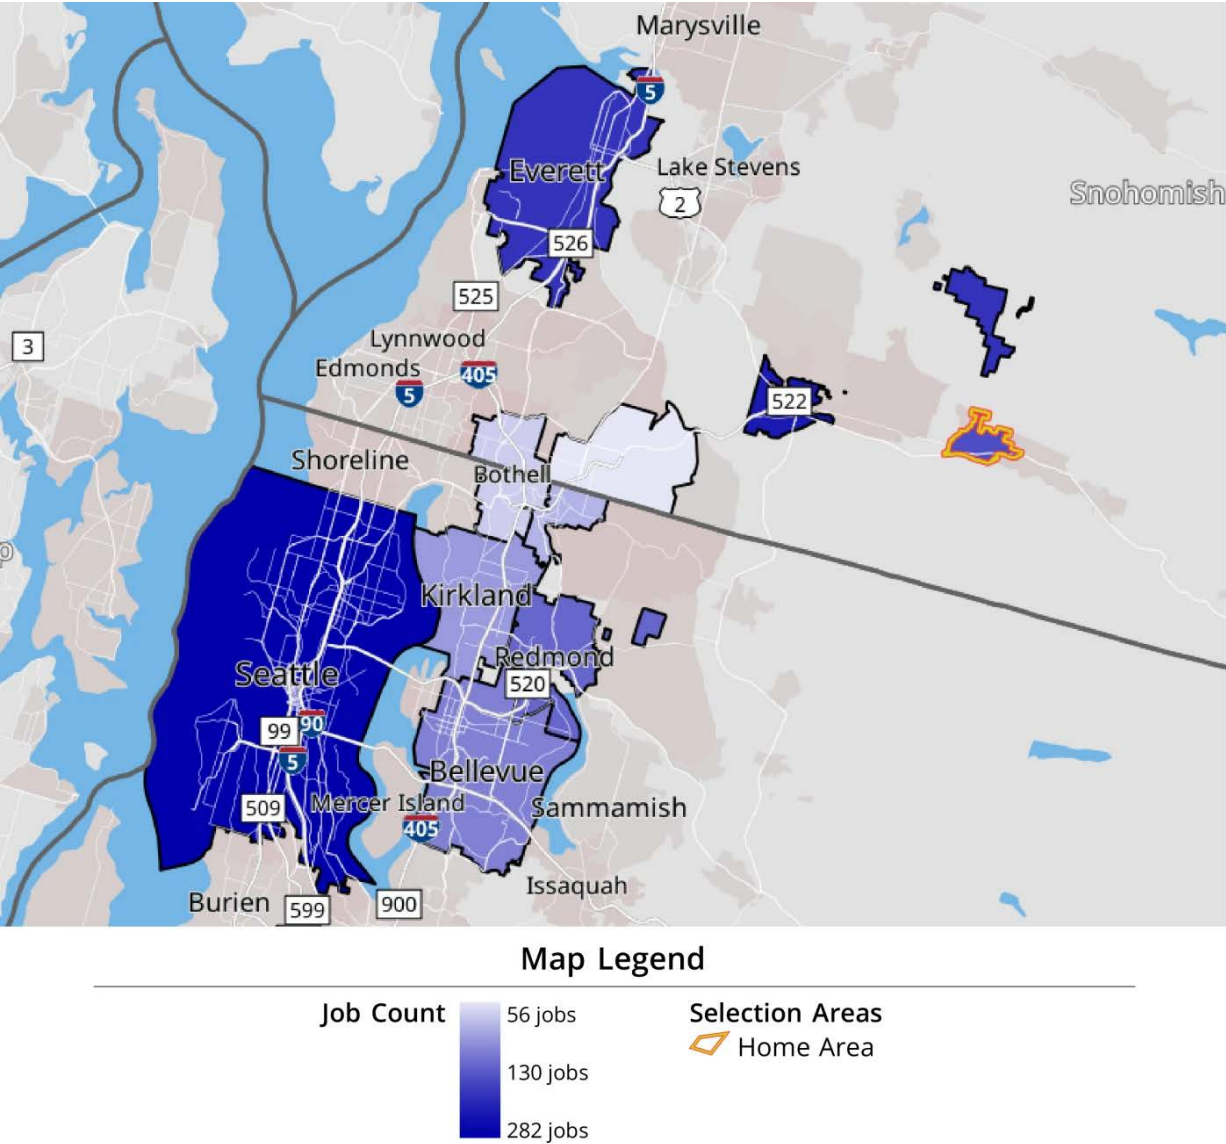 Marysville
5
Everett
Lake Stevens
2
Snohomish
526
525
3
Lynnwood
Edmonds
405
5
522
Shoreline
Bothell
Kirkland
Redmond
520
Seattle
99
90
5
Bellevue
509
Mercer Island
405
Sammamish
Issaquah
Burien
599
900
Map Legend
Job Count
56 jobs
130 jobs
282 jobs
Selection Areas
Home Area